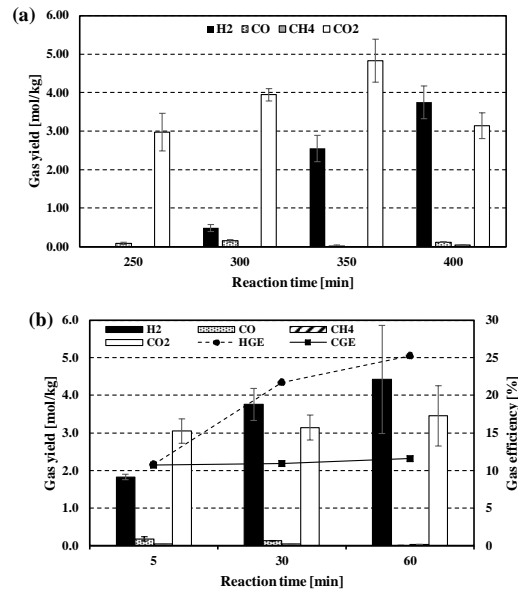 (a)
6.00
H2 CO CH4 CO2
5.00
4.00
3.00
2.00
1.00
0.00
Gas yield [mol/kg]
250 300 350 400
Reaction time [min]
(b)
6.0 30
H2 CO CH4
CO2 HGE CGE
5.0 25
4.0 20
3.0 15
2.0 10
1.0 5
0.0 0
Gas yield [mol/kg]
Gas efficiency [%]
5 30 60
Reaction time [min]